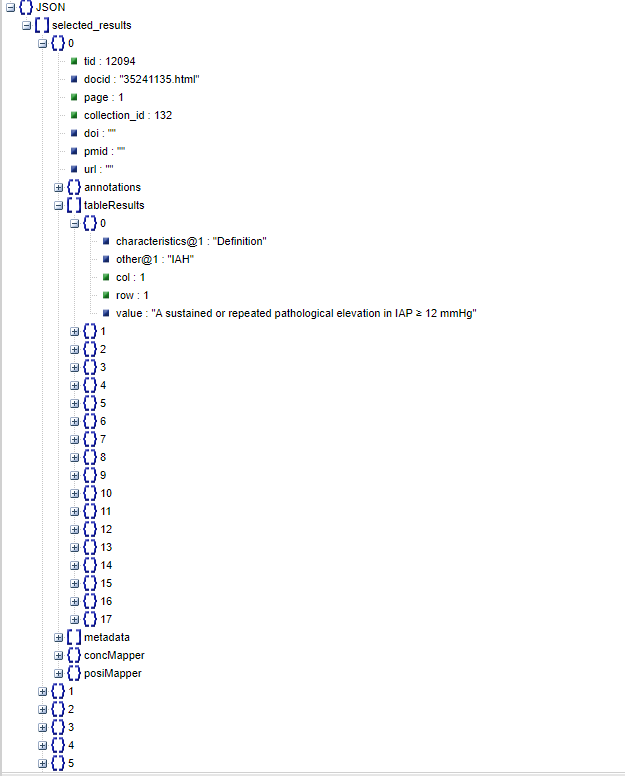 JSON
selected_results
0
tid : 12094
docid : "35241135.html"
page : 1
collection_id : 132
doi : ""
pmid : ""
url : ""
annotations
tableResults
0
characteristics@1 : "Definition"
other@1 : "IAH"
col : 1
row : 1
value : "A sustained or repeated pathological elevation in IAP ≥ 12 mmHg"
1
2
3
4
5
6
7
8
9
10
11
12
13
14
15
16
17
metadata
concMapper
posiMapper
1
2
3
4
5